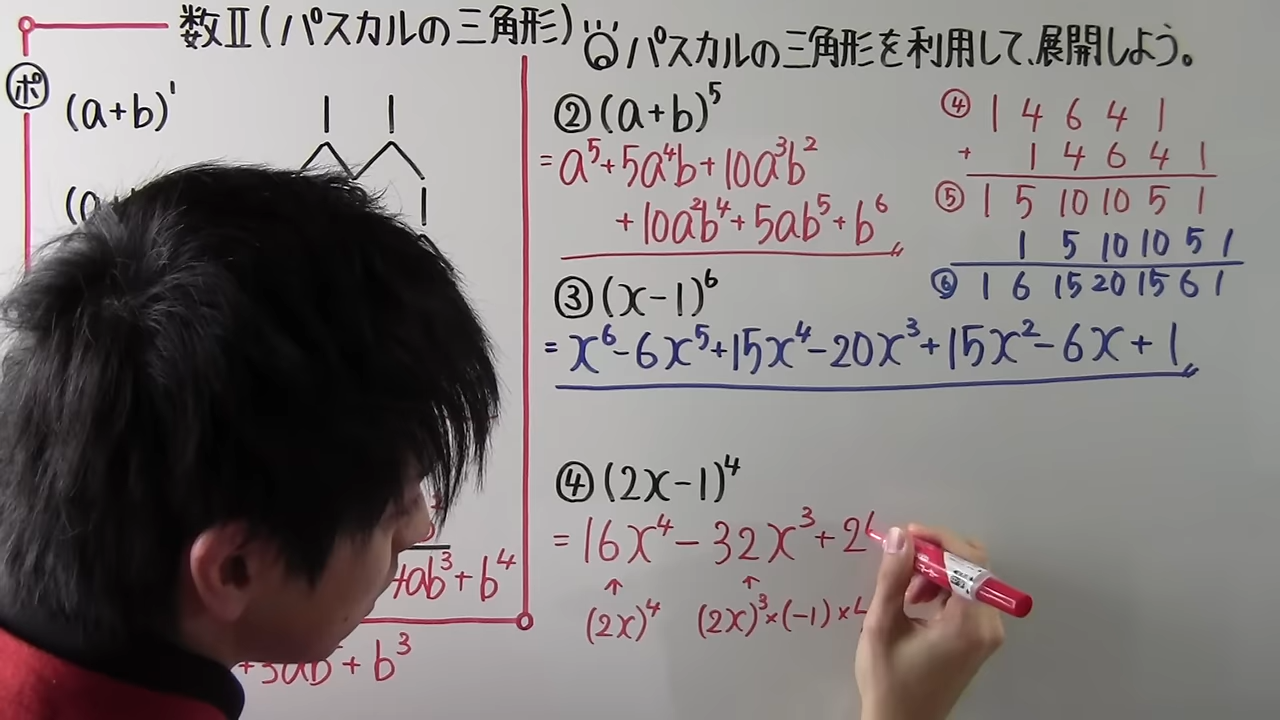 数Ⅱ(パスカルの三角形)
ポ
(a+b)¹
1 1
1
+ab³+b⁴
+b³
パスカルの三角形を利用して、展開しよう。
②(a+b)⁵
=a⁵+5a⁴b+10a³b²
+10a²b⁴+5ab⁵+b⁶
④ 1 4 6 4 1
+ 1 4 6 4 1
⑤ 1 5 10 10 5 1
1 5 10 10 5 1
⑥ 1 6 15 20 15 6 1
③(x-1)⁶
=x⁶-6x⁵+15x⁴-20x³+15x²-6x+1
④(2x-1)⁴
=16x⁴-32x³+2
↑ ↑
(2x)⁴ (2x)³×(-1)×4